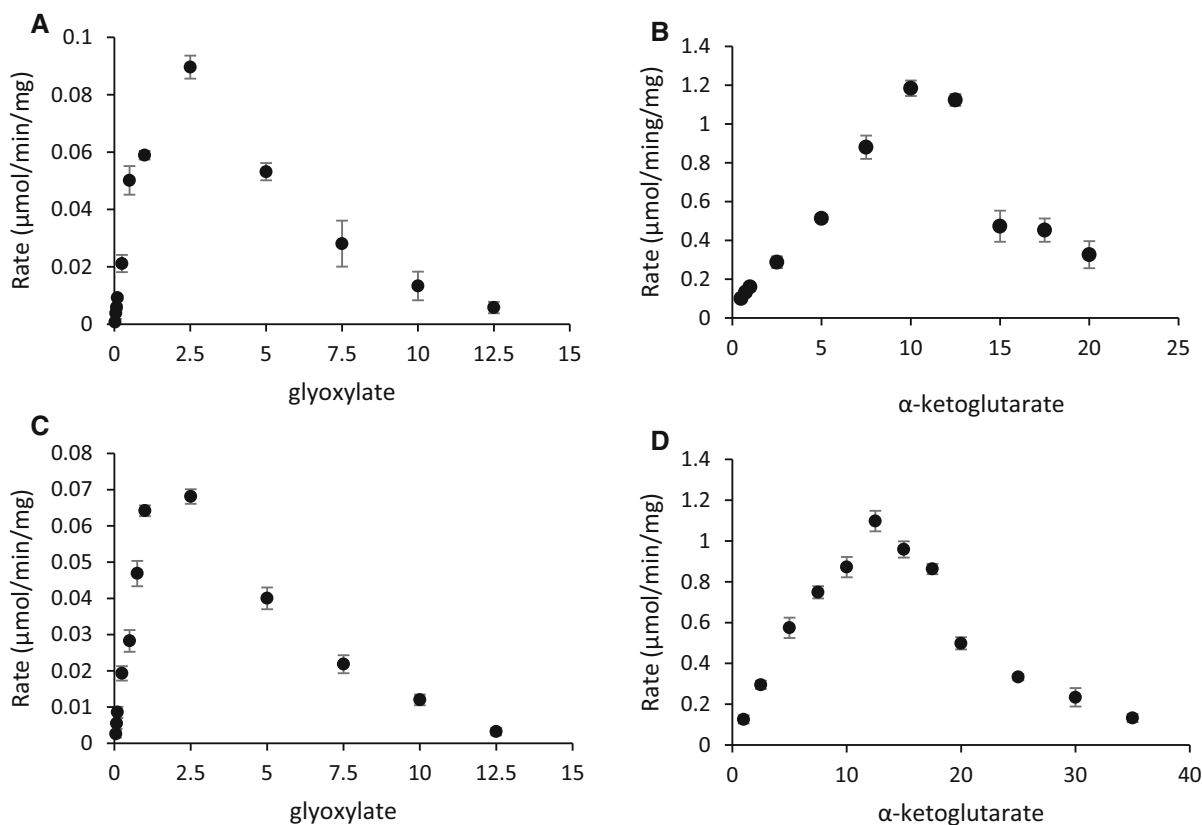 A
Rate (μmol/min/mg)
0.1
0.08
0.06
0.04
0.02
0
0 2.5 5 7.5 10 12.5 15
glyoxylate
B
Rate (μmol/ming/mg)
1.4
1.2
1
0.8
0.6
0.4
0.2
0
0 5 10 15 20 25
α-ketoglutarate
C
Rate (μmol/min/mg)
0.08
0.07
0.06
0.05
0.04
0.03
0.02
0.01
0
0 2.5 5 7.5 10 12.5 15
glyoxylate
D
Rate (μmol/min/mg)
1.4
1.2
1
0.8
0.6
0.4
0.2
0
0 10 20 30 40
α-ketoglutarate